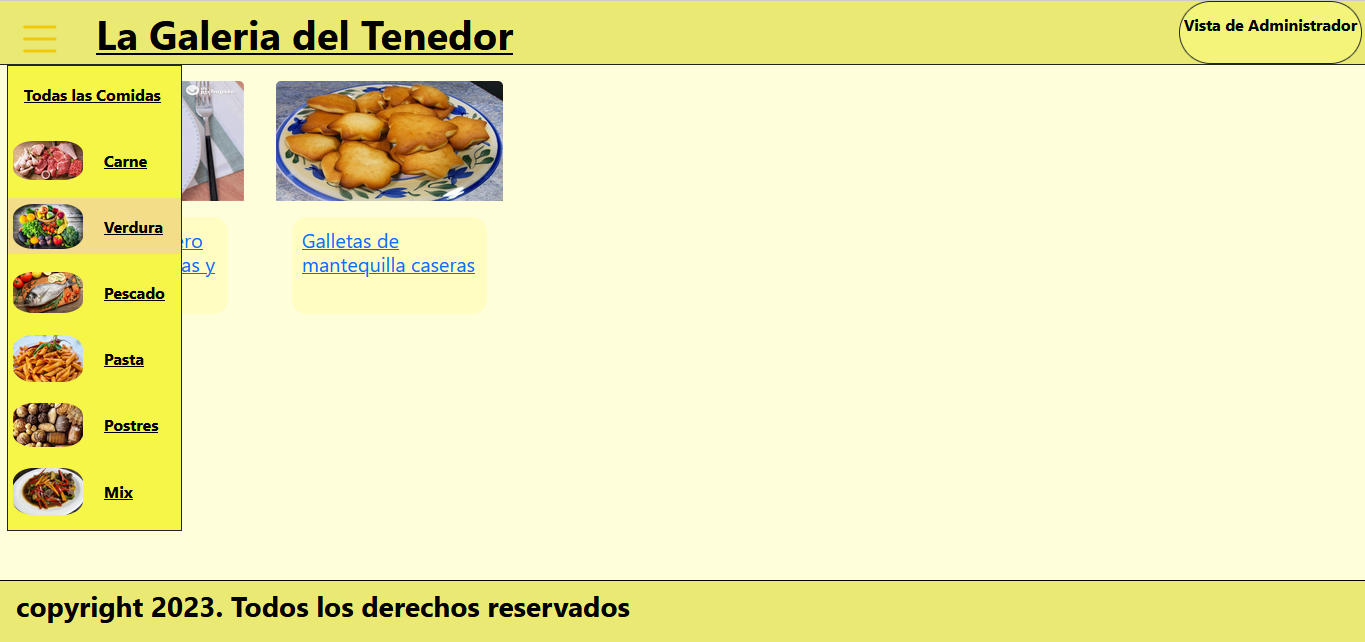 La Galeria del Tenedor
Vista de Administrador
Todas las Comidas
Carne
Verdura
Pescado
Pasta
Postres
Mix
ero
as y
Galletas de
mantequilla caseras
copyright 2023. Todos los derechos reservados